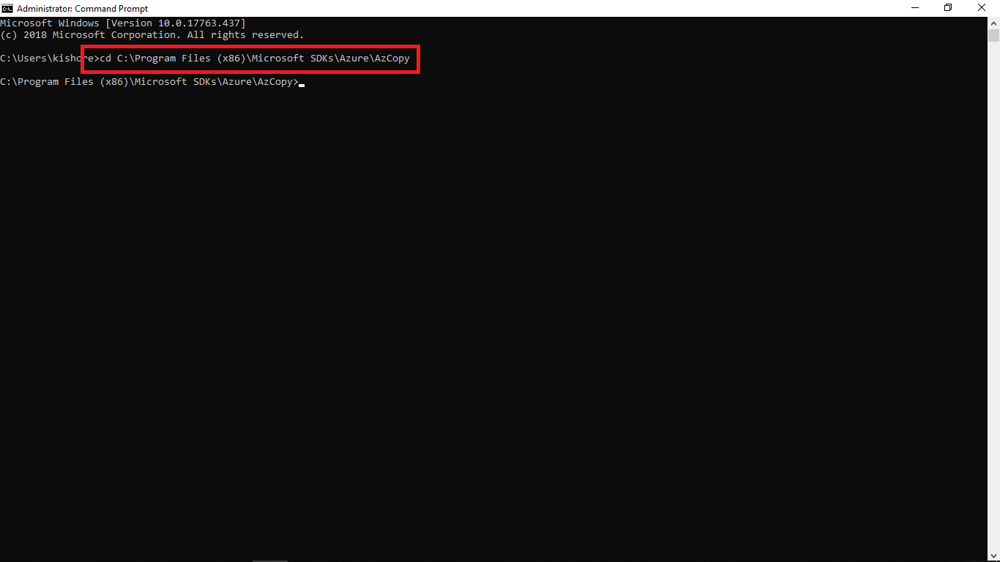 Administrator: Command Prompt
Microsoft Windows [Version 10.0.17763.437]
(c) 2018 Microsoft Corporation. All rights reserved.
C:\Users\kishore>cd C:\Program Files (x86)\Microsoft SDKs\Azure\AzCopy
C:\Program Files (x86)\Microsoft SDKs\Azure\AzCopy>